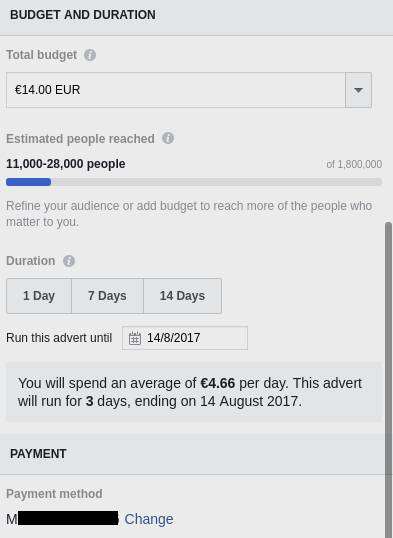 BUDGET AND DURATION
Total budget
€14.00 EUR
Estimated people reached
11,000-28,000 people
of 1,800,000
Refine your audience or add budget to reach more of the people who
matter to you.
Duration
1 Day 7 Days 14 Days
Run this advert until 14/8/2017
You will spend an average of €4.66 per day. This advert
will run for 3 days, ending on 14 August 2017.
PAYMENT
Payment method
M Change